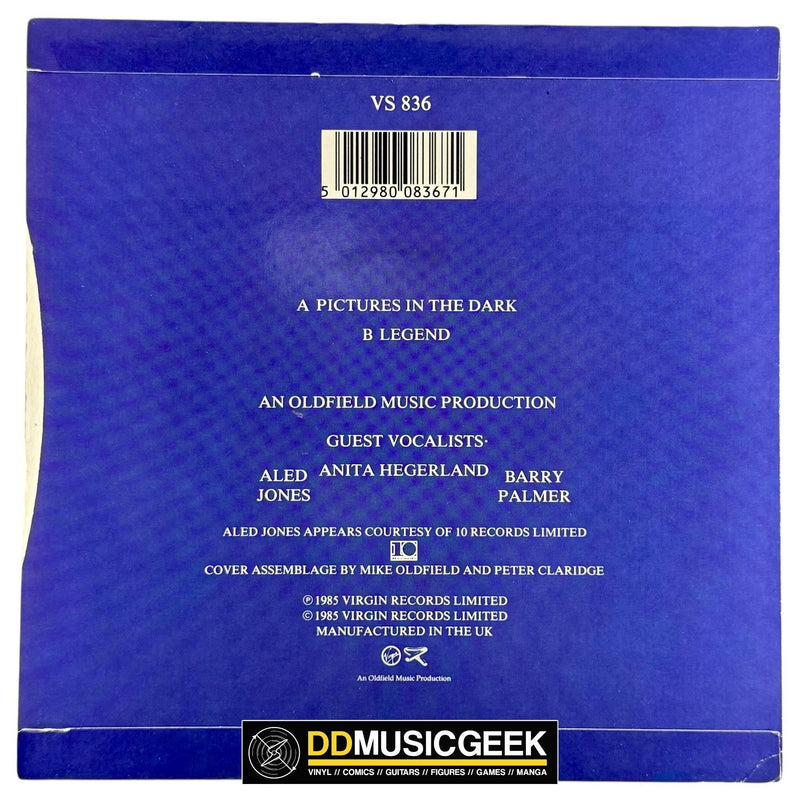 VS 836
5 012980 083671
A PICTURES IN THE DARK
B LEGEND
AN OLDFIELD MUSIC PRODUCTION
GUEST VOCALISTS·
ALED JONES
ANITA HEGERLAND
BARRY PALMER
ALED JONES APPEARS COURTESY OF 10 RECORDS LIMITED
10
COVER ASSEMBLAGE BY MIKE OLDFIELD AND PETER CLARIDGE
℗ 1985 VIRGIN RECORDS LIMITED
© 1985 VIRGIN RECORDS LIMITED
MANUFACTURED IN THE UK
Virgin
An Oldfield Music Production
DDMUSICGEEK
VINYL // COMICS // GUITARS // FIGURES // GAMES // MANGA